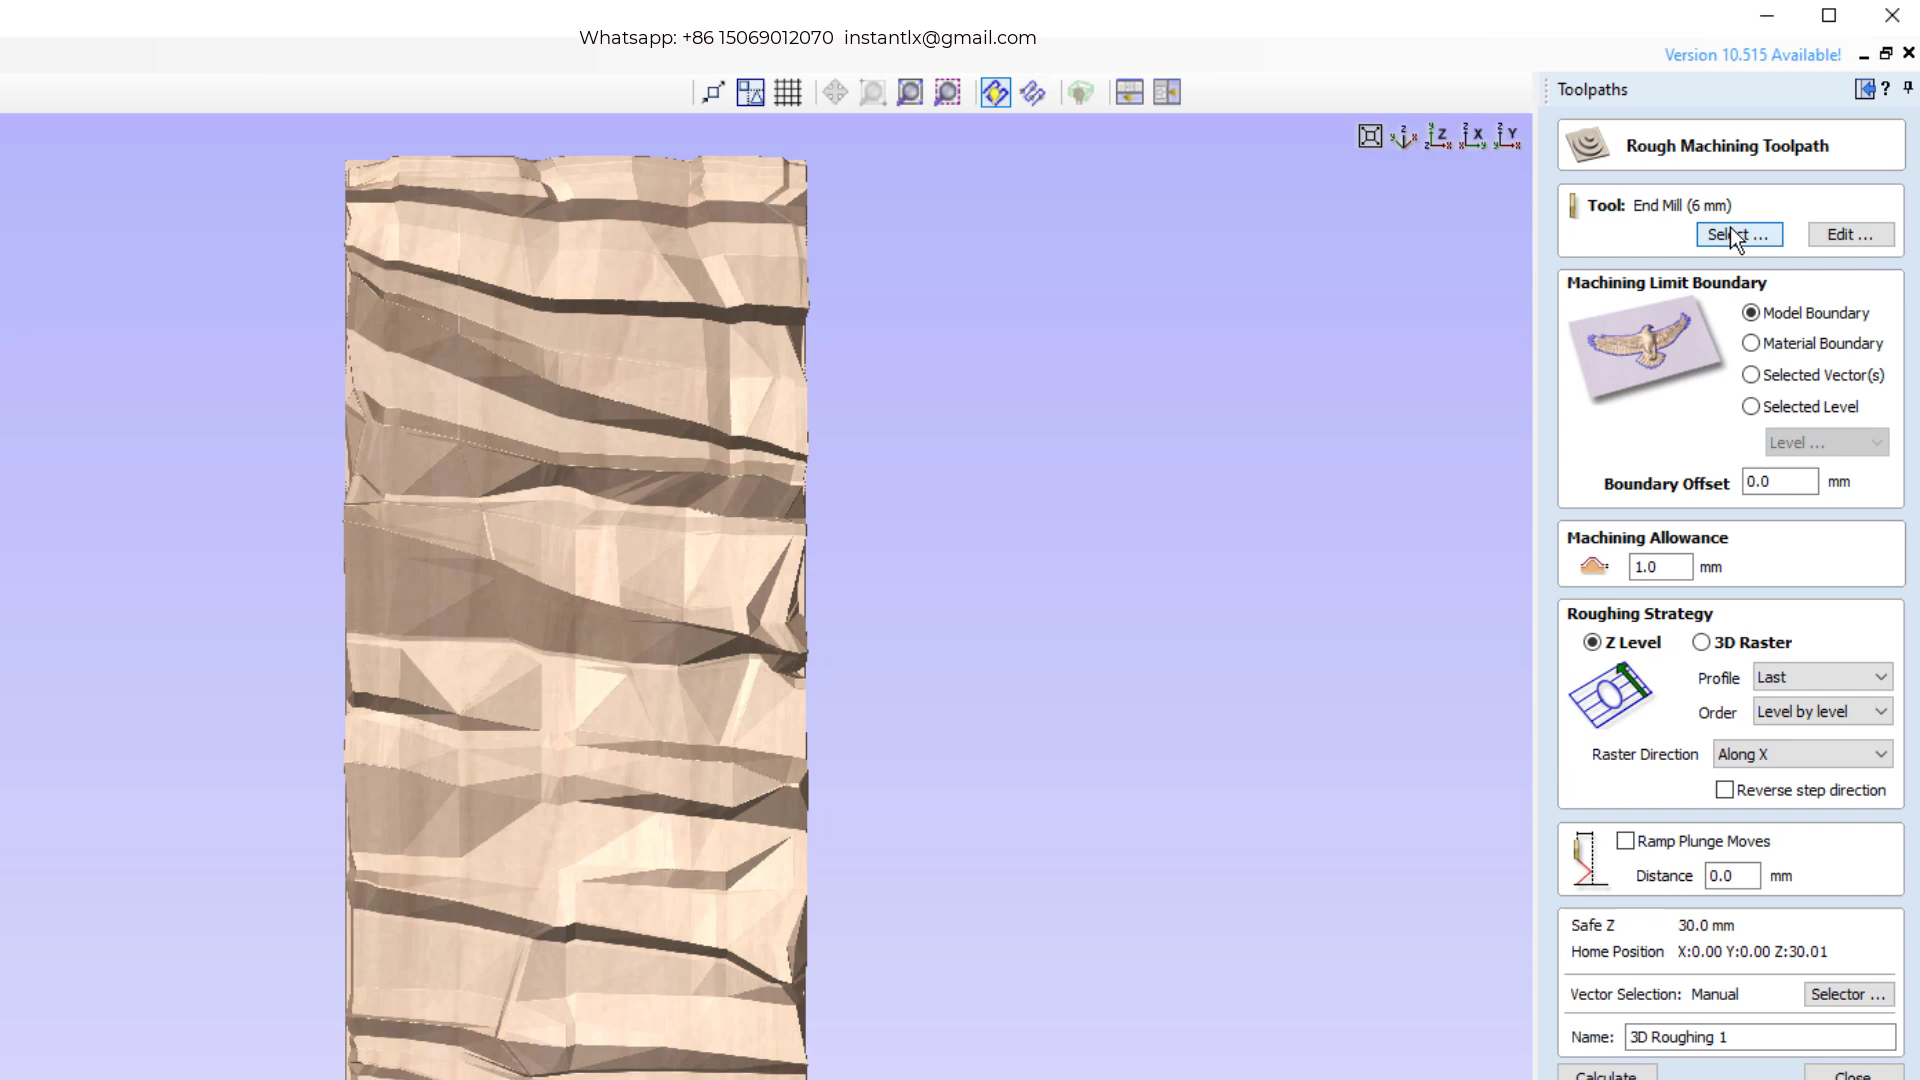 Whatsapp: +86 15069012070 instantlx@gmail.com
Version 10.515 Available!
Toolpaths
Rough Machining Toolpath
Tool: End Mill (6 mm)
Select ... Edit ...
Machining Limit Boundary
Model Boundary
Material Boundary
Selected Vector(s)
Selected Level
Level ...
Boundary Offset 0.0 mm
Machining Allowance
1.0 mm
Roughing Strategy
Z Level 3D Raster
Profile Last
Order Level by level
Raster Direction Along X
Reverse step direction
Ramp Plunge Moves
Distance 0.0 mm
Safe Z 30.0 mm
Home Position X:0.00 Y:0.00 Z:30.01
Vector Selection: Manual Selector ...
Name: 3D Roughing 1
Calculate Close